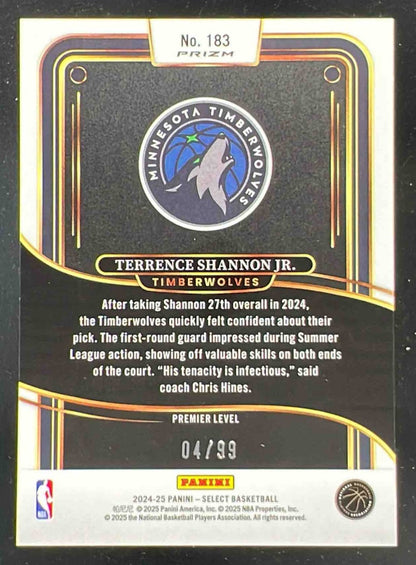 No. 183
PRIZM
MINNESOTA TIMBERWOLVES
TERRENCE SHANNON JR.
TIMBERWOLVES
After taking Shannon 27th overall in 2024,
the Timberwolves quickly felt confident about their
pick. The first-round guard impressed during Summer
League action, showing off valuable skills on both ends
of the court. “His tenacity is infectious,” said
coach Chris Hines.
PREMIER LEVEL
04/99
PANINI
2024-25 PANINI – SELECT BASKETBALL
帕尼尼 © 2025 Panini America, Inc. © 2025 NBA Properties, Inc.
© 2025 the National Basketball Players Association. All rights reserved.
NBA